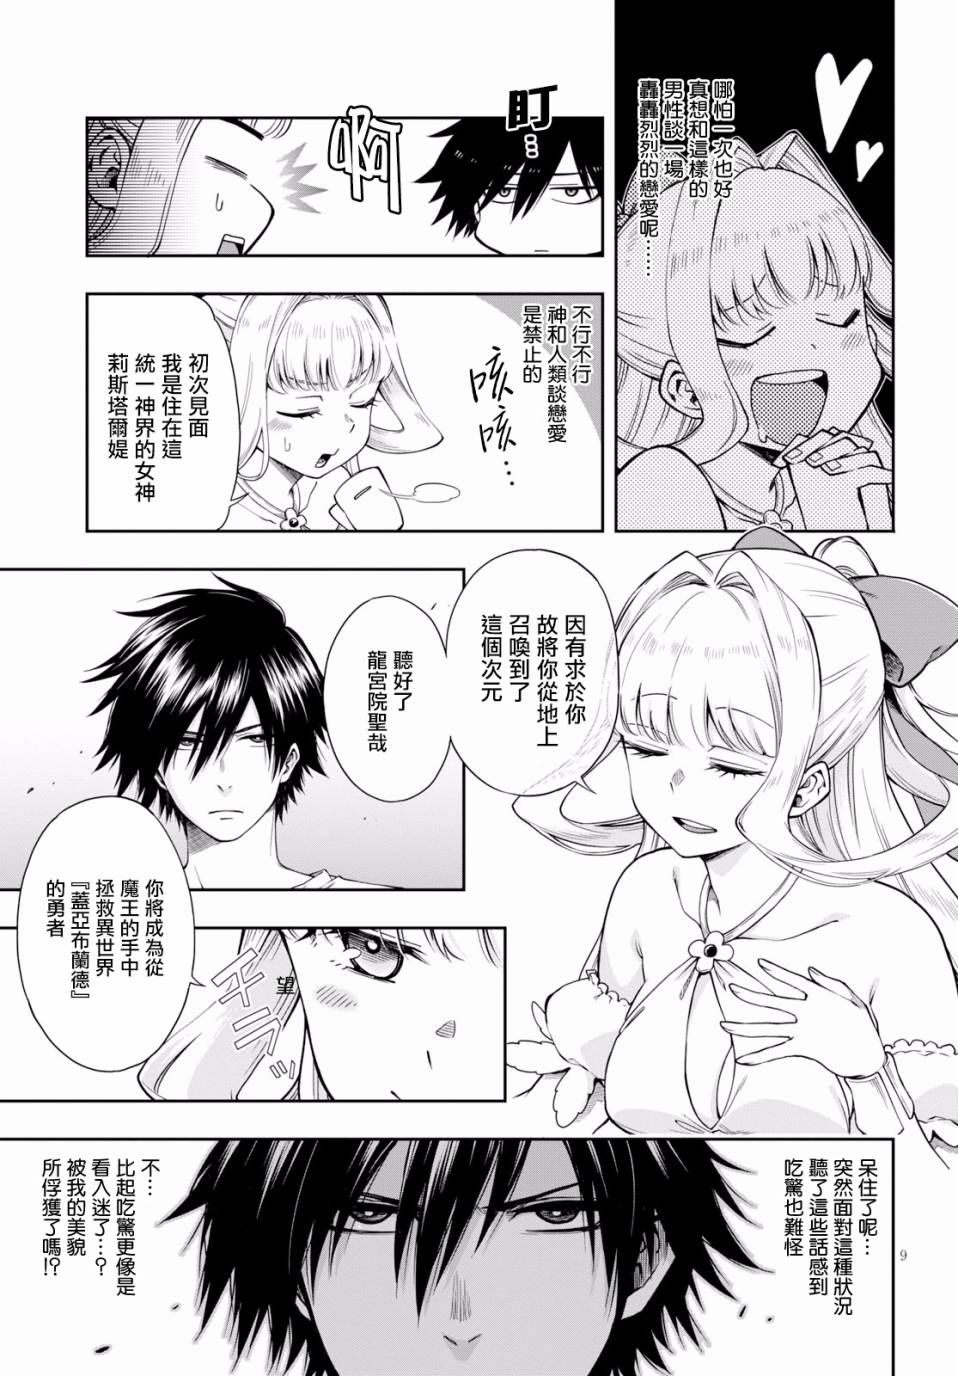 哪怕一次也好
真想和這樣的
男性談一場
轟轟烈烈的戀愛呢……
盯…
啊
不行不行
神和人類談戀愛
是禁止的
咳
咳…
初次見面
我是住在這
統一神界的女神
莉斯塔爾媞
因有求於你
故將你從地上
召喚到了
這個次元
聽好了
龍宮院聖哉
你將成為從
魔王的手中
拯救異世界
『蓋亞布蘭德』
的勇者
チラッ
望
呆住了呢…
突然面對這種狀況
聽了這些話感到
吃驚也難怪
不…
比起吃驚更像是
看入迷了…?
被我的美貌
所俘獲了嗎!?
9